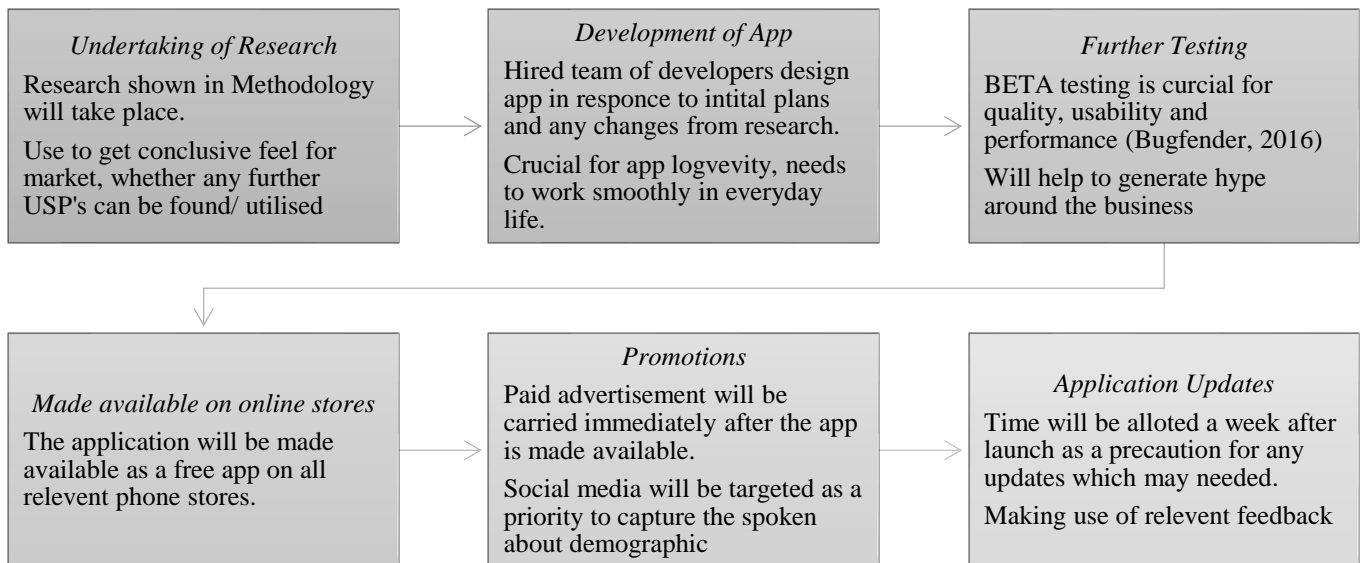 Undertaking of Research
Research shown in Methodology
will take place.
Use to get conclusive feel for
market, whether any further
USP's can be found/ utilised
Development of App
Hired team of developers design
app in responce to intital plans
and any changes from research.
Crucial for app logvevity, needs
to work smoothly in everyday
life.
Further Testing
BETA testing is curcial for
quality, usability and
performance (Bugfender, 2016)
Will help to generate hype
around the business
Made available on online stores
The application will be made
available as a free app on all
relevent phone stores.
Promotions
Paid advertisement will be
carried immediately after the app
is made available.
Social media will be targeted as a
priority to capture the spoken
about demographic
Application Updates
Time will be alloted a week after
launch as a precaution for any
updates which may needed.
Making use of relevent feedback